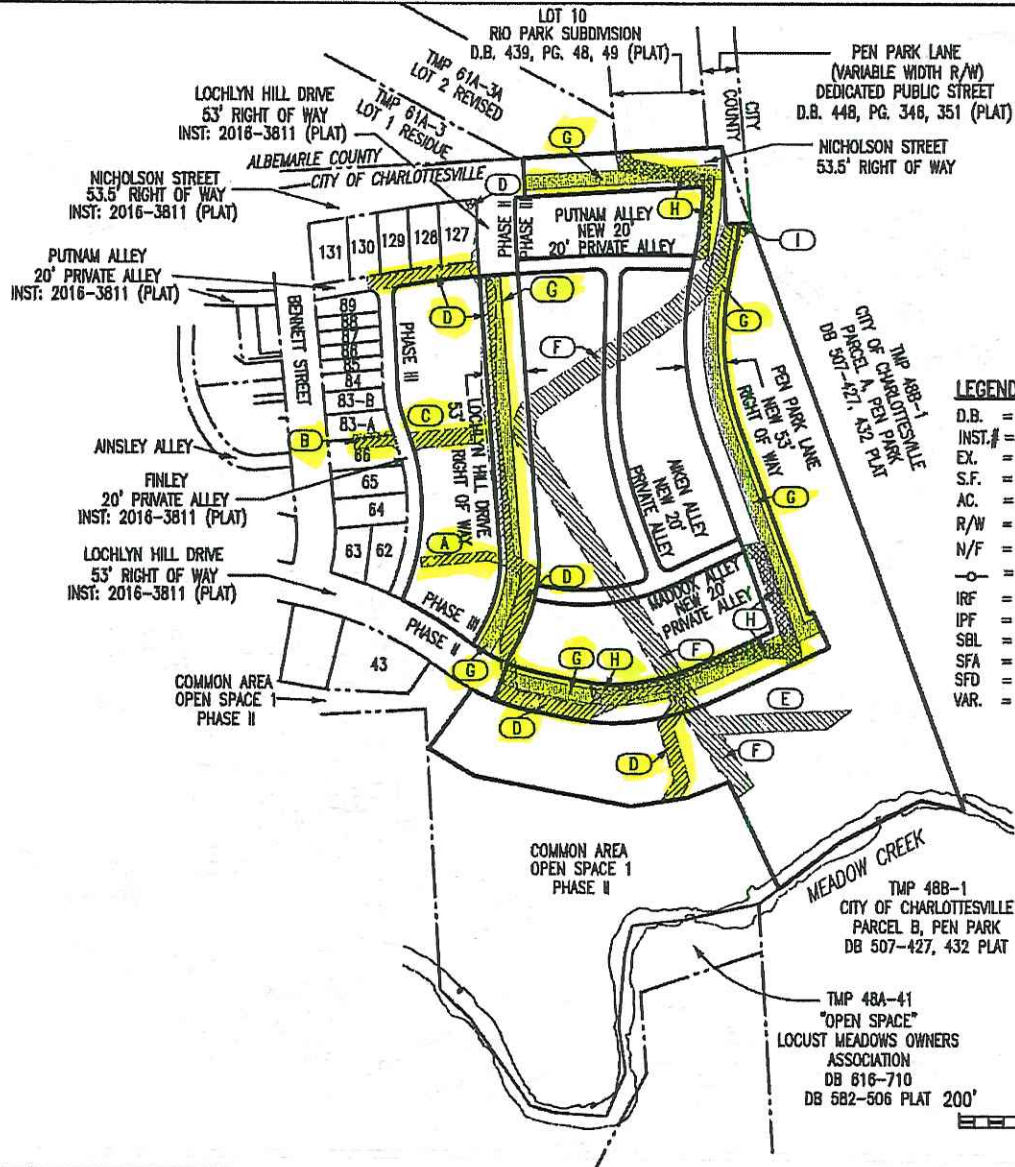 LOT 10
RIO PARK SUBDIVISION
D.B. 439, PG. 48, 49 (PLAT)
PEN PARK LANE
(VARIABLE WIDTH R/W)
DEDICATED PUBLIC STREET
D.B. 448, PG. 348, 351 (PLAT)
CITY
COUNTY
TMP 61A-3A
LOT 2 REVISED
TMP 61A-3
LOT 1 RESIDUE
LOCHLYN HILL DRIVE
53' RIGHT OF WAY
INST: 2016-3811 (PLAT)
ALBEMARLE COUNTY
CITY OF CHARLOTTESVILLE
NICHOLSON STREET
53.5' RIGHT OF WAY
INST: 2016-3811 (PLAT)
NICHOLSON STREET
53.5' RIGHT OF WAY
G
D
H
I
131
130
129
128
127
PHASE II
PHASE III
PUTNAM ALLEY
NEW 20'
20' PRIVATE ALLEY
PUTNAM ALLEY
20' PRIVATE ALLEY
INST: 2016-3811 (PLAT)
BENNETT STREET
89
88
87
86
85
84
83-B
83-A
66
65
64
63
62
PHASE III
D
G
F
G
C
B
LOCHLYN HILL DRIVE
53' RIGHT OF WAY
PEN PARK LANE
NEW 53'
RIGHT OF WAY
TMP 48B-1
CITY OF CHARLOTTESVILLE
PARCEL A, PEN PARK
DB 507-427, 432 PLAT
LEGEND
D.B. =
INST.# =
EX. =
S.F. =
AC. =
R/W =
N/F =
-o- =
IRF =
IPF =
SBL =
SFA =
SFD =
VAR. =
AINSLEY ALLEY
FINLEY
20' PRIVATE ALLEY
INST: 2016-3811 (PLAT)
AIKEN ALLEY
NEW 20'
PRIVATE ALLEY
G
A
LOCHLYN HILL DRIVE
53' RIGHT OF WAY
INST: 2016-3811 (PLAT)
D
MADDOX ALLEY
NEW 20'
PRIVATE ALLEY
PHASE III
PHASE II
H
G
G
H
F
43
COMMON AREA
OPEN SPACE 1
PHASE II
D
E
D
F
COMMON AREA
OPEN SPACE 1
PHASE II
MEADOW CREEK
TMP 48B-1
CITY OF CHARLOTTESVILLE
PARCEL B, PEN PARK
DB 507-427, 432 PLAT
TMP 48A-41
"OPEN SPACE"
LOCUST MEADOWS OWNERS
ASSOCIATION
DB 616-710
DB 582-506 PLAT
200'